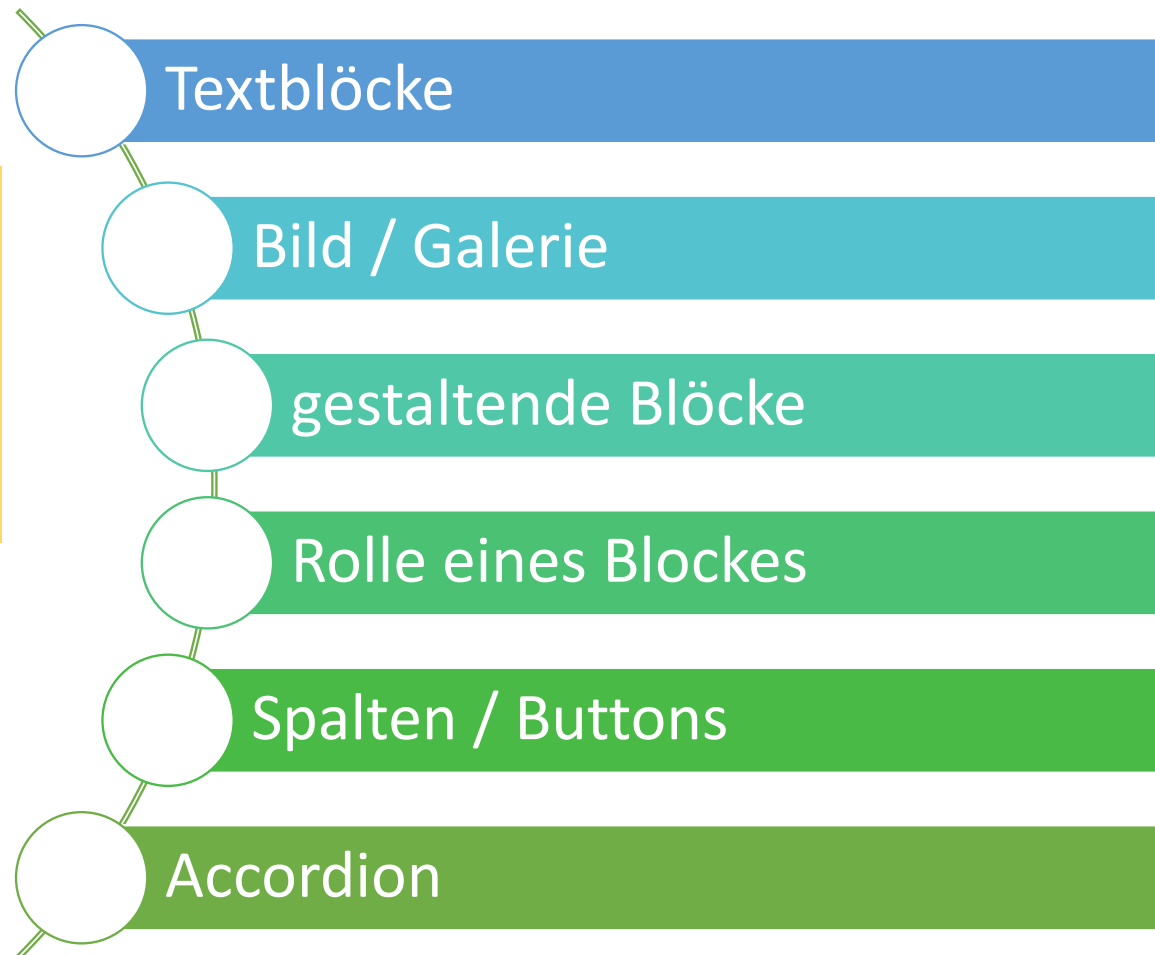 Textblöcke
Bild / Galerie
gestaltende Blöcke
Rolle eines Blockes
Spalten / Buttons
Accordion